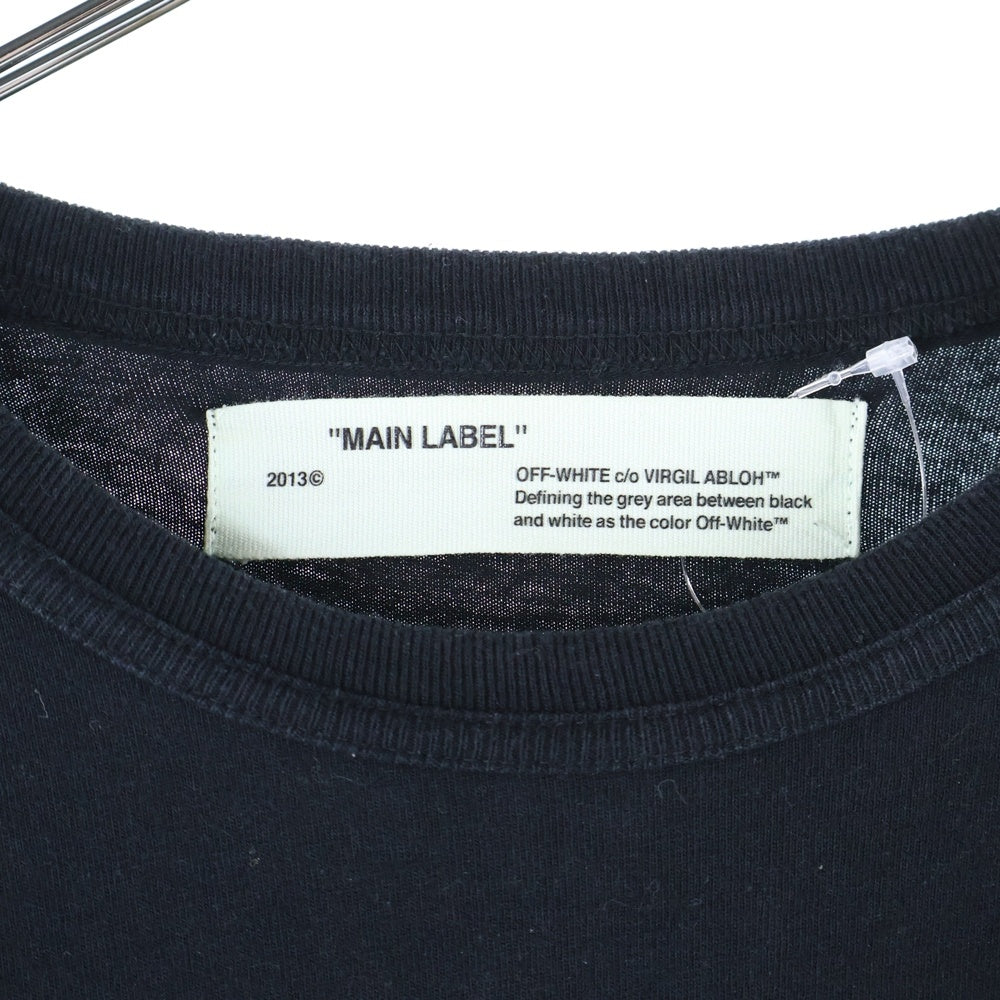 "MAIN LABEL"
2013©
OFF-WHITE c/o VIRGIL ABLOH™
Defining the grey area between black
and white as the color Off-White™